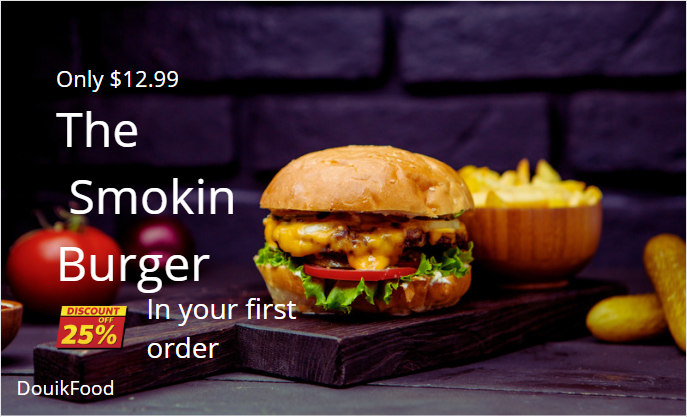 Only $12.99
The
Smokin
Burger
DISCOUNT
OFF
25%
In your first
order
DouikFood